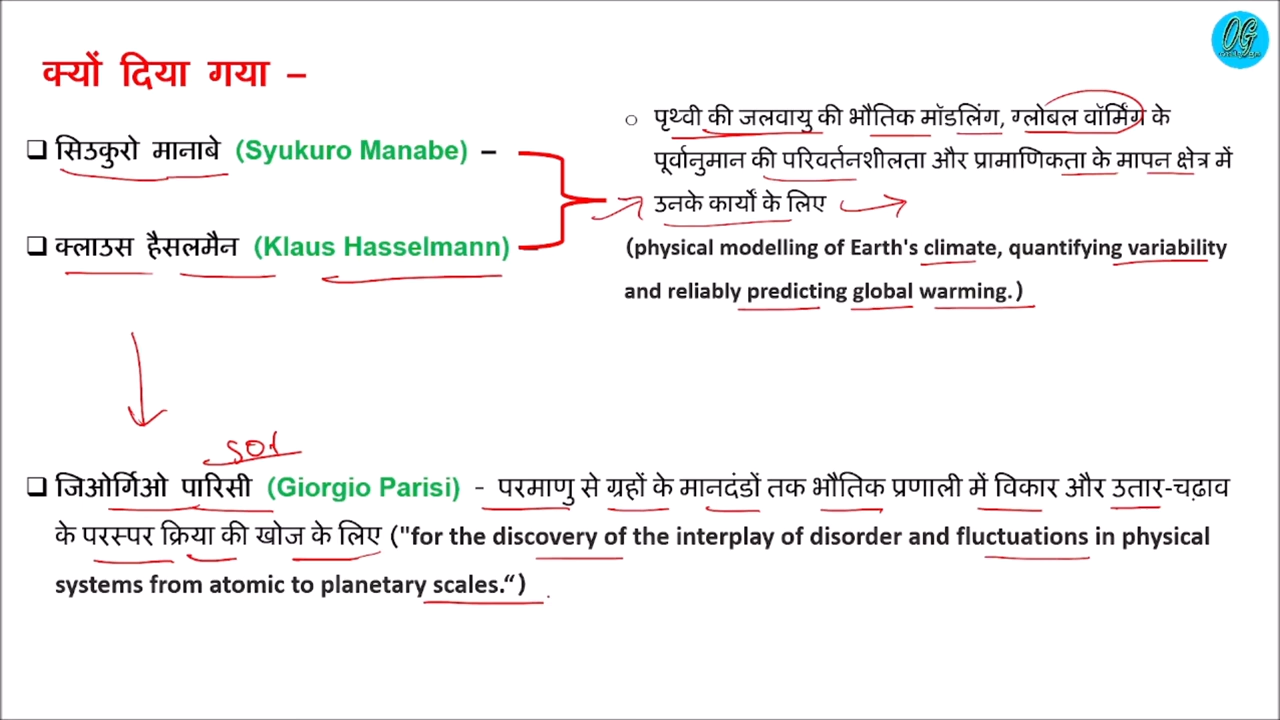 OG
क्यों दिया गया –
सिउकुरो मानाबे (Syukuro Manabe) –
क्लाउस हैसलमैन (Klaus Hasselmann)
पृथ्वी की जलवायु की भौतिक मॉडलिंग, ग्लोबल वॉर्मिंग के
पूर्वानुमान की परिवर्तनशीलता और प्रामाणिकता के मापन क्षेत्र में
उनके कार्यों के लिए
(physical modelling of Earth's climate, quantifying variability
and reliably predicting global warming.)
50%
जिओर्गिओ पारिसी (Giorgio Parisi) - परमाणु से ग्रहों के मानदंडों तक भौतिक प्रणाली में विकार और उतार-चढ़ाव
के परस्पर क्रिया की खोज के लिए ("for the discovery of the interplay of disorder and fluctuations in physical
systems from atomic to planetary scales.“)